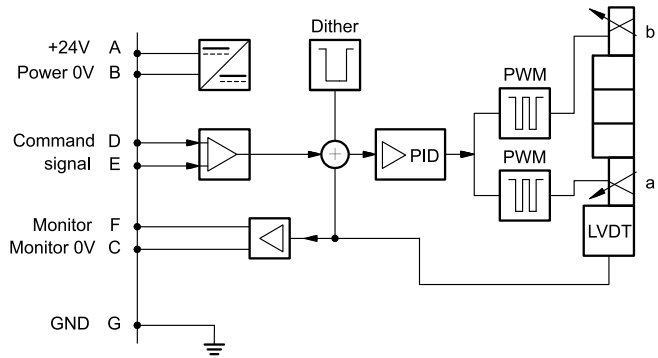 Dither
+24V A
Power 0V B
b
PWM
Command D
signal E
PID
PWM
a
Monitor F
Monitor 0V C
LVDT
GND G